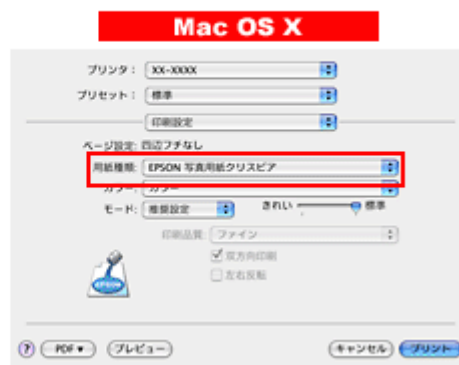 Mac OS X
プリンタ： XX-XXXX
プリセット： 標準
印刷設定
ページ設定: 四辺フチなし
用紙種類: EPSON 写真用紙クリスピア
カラー: カラー
モード: 推奨設定 きれい 標準
印刷品質: ファイン
双方向印刷
左右反転
EPSON
? PDF▼ プレビュー キャンセル プリント